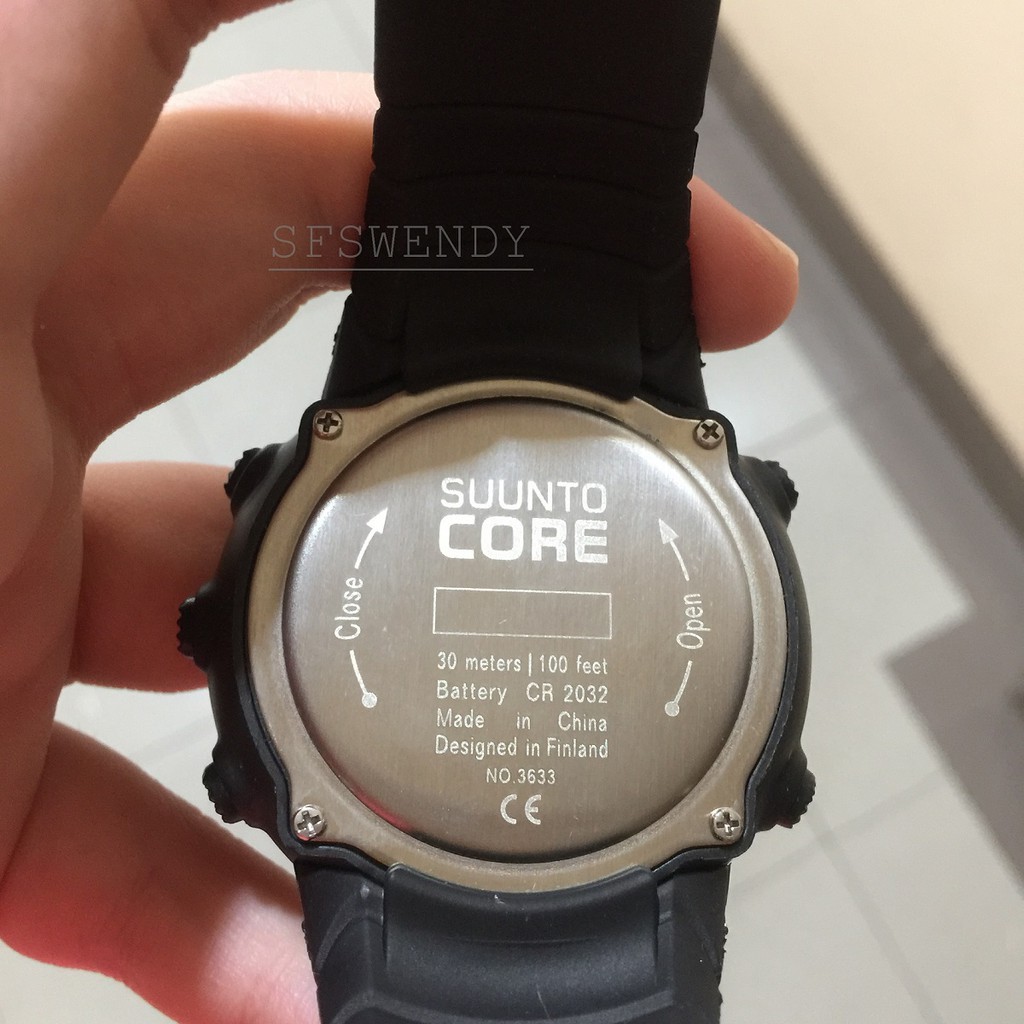 SFSWENDY
SUUNTO
CORE
Close
Open
30 meters | 100 feet
Battery CR 2032
Made in China
Designed in Finland
NO.3633
CE